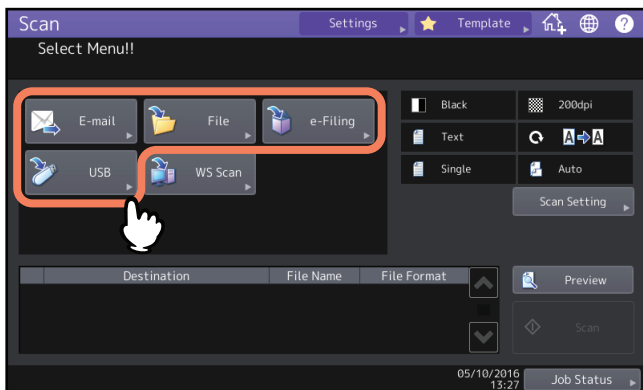 Scan
Settings
Template
?
Select Menu!!
E-mail
File
e-Filing
USB
WS Scan
Black
200dpi
Text
A A
Single
Auto
Scan Setting
Destination
File Name
File Format
Preview
Scan
05/10/2016
13:27
Job Status